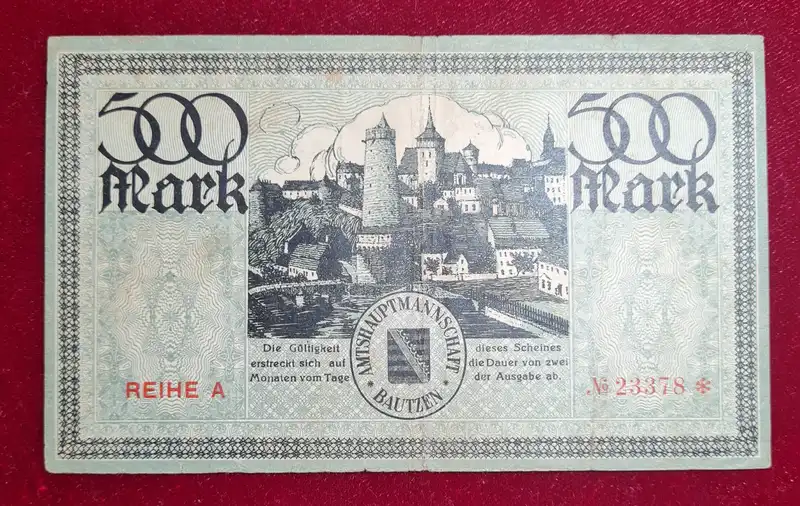 500 500
Mark Mark
Die Gültigkeit dieses Scheines
erstreckt sich auf die Dauer von zwei
Monaten vom Tage der Ausgabe ab.
AMTSHAUPTMANNSCHAFT
* BAUTZEN *
REIHE A
№ 23378 *